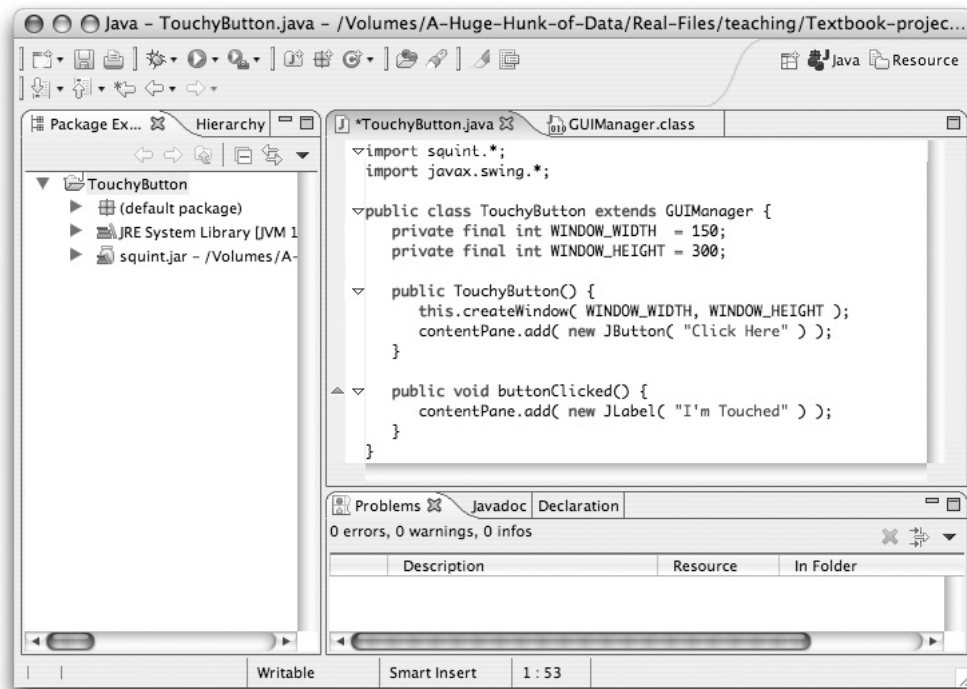 Java – TouchyButton.java – /Volumes/A-Huge-Hunk-of-Data/Real-Files/teaching/Textbook-projec...
Java Resource
Package Ex... Hierarchy
TouchyButton
(default package)
JRE System Library [JVM 1
squint.jar – /Volumes/A-
*TouchyButton.java GUIManager.class
import squint.*;
import javax.swing.*;
public class TouchyButton extends GUIManager {
private final int WINDOW_WIDTH  = 150;
private final int WINDOW_HEIGHT = 300;
public TouchyButton() {
this.createWindow( WINDOW_WIDTH, WINDOW_HEIGHT );
contentPane.add( new JButton( "Click Here" ) );
}
public void buttonClicked() {
contentPane.add( new JLabel( "I'm Touched" ) );
}
}
Problems Javadoc Declaration
0 errors, 0 warnings, 0 infos
Description Resource In Folder
Writable Smart Insert 1 : 53